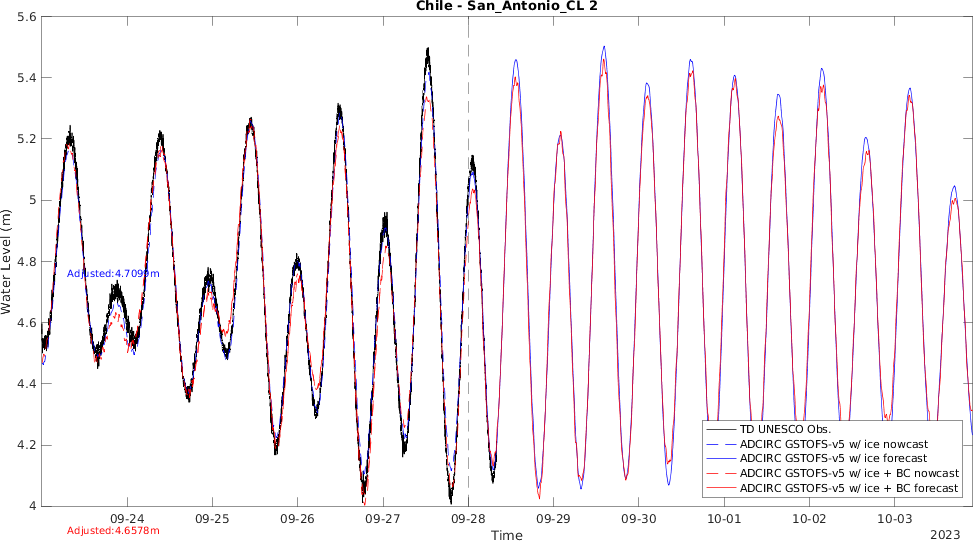 Chile - San_Antonio_CL 2
5.6
5.4
5.2
5
4.8
4.6
4.4
4.2
4
Water Level (m)
Adjusted:4.7099m
Adjusted:4.6578m
TD UNESCO Obs.
ADCIRC GSTOFS-v5 w/ ice nowcast
ADCIRC GSTOFS-v5 w/ ice forecast
ADCIRC GSTOFS-v5 w/ ice + BC nowcast
ADCIRC GSTOFS-v5 w/ ice + BC forecast
09-24 09-25 09-26 09-27 09-28 09-29 09-30 10-01 10-02 10-03
Time
2023